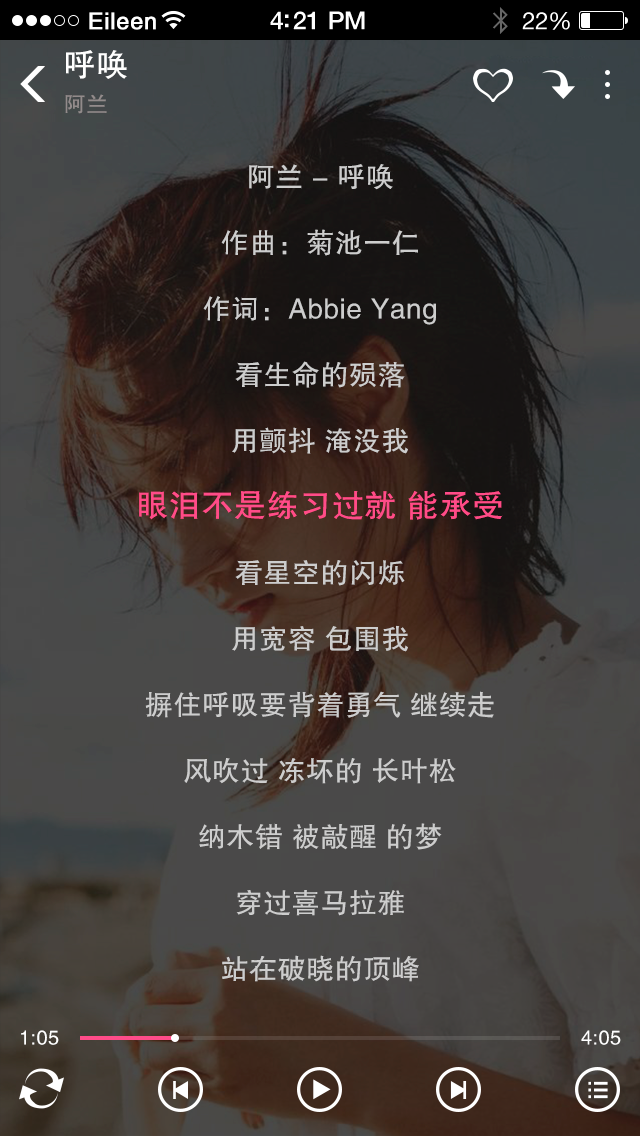 Eileen 4:21 PM 22%
呼唤
阿兰
阿兰 - 呼唤
作曲：菊池一仁
作词：Abbie Yang
看生命的殒落
用颤抖 淹没我
眼泪不是练习过就 能承受
看星空的闪烁
用宽容 包围我
摒住呼吸要背着勇气 继续走
风吹过 冻坏的 长叶松
纳木错 被敲醒 的梦
穿过喜马拉雅
站在破晓的顶峰
1:05 4:05